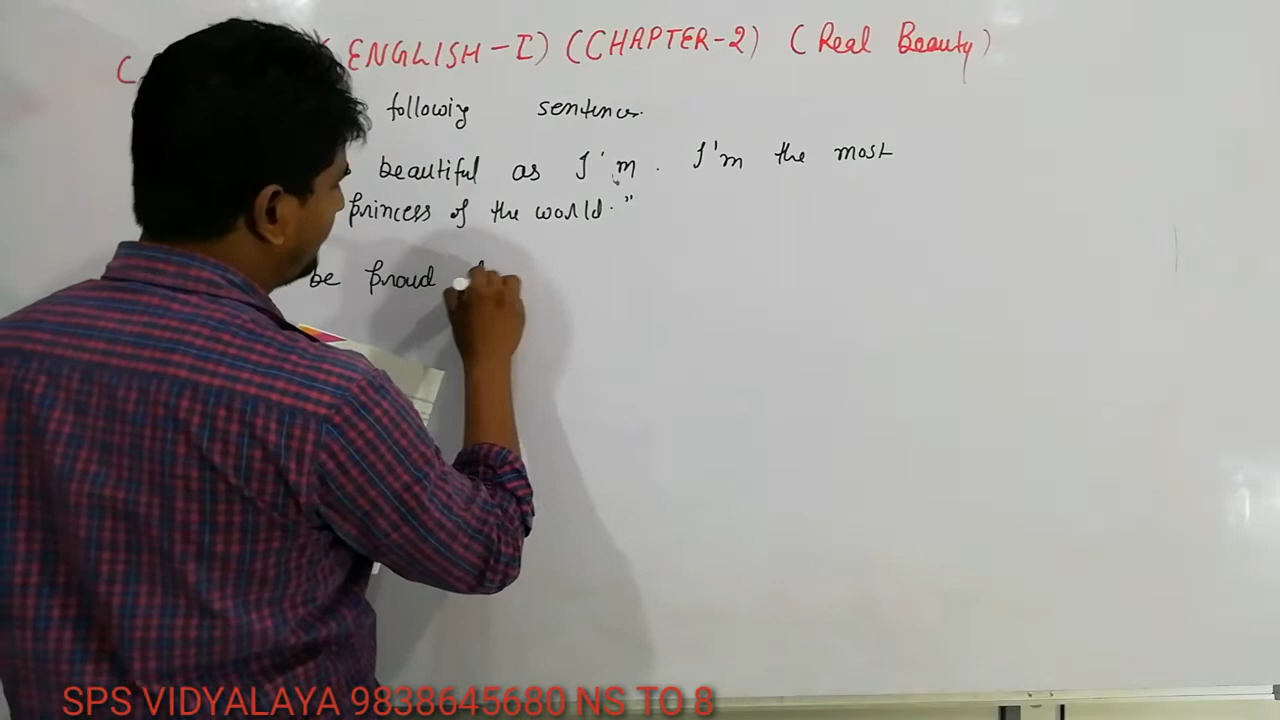 ENGLISH-I) (CHAPTER-2) (Real Beauty)
following sentences.
beautiful as I'm. I'm the most
princess of the world."
be proud
SPS VIDYALAYA 9838645680 NS TO 8